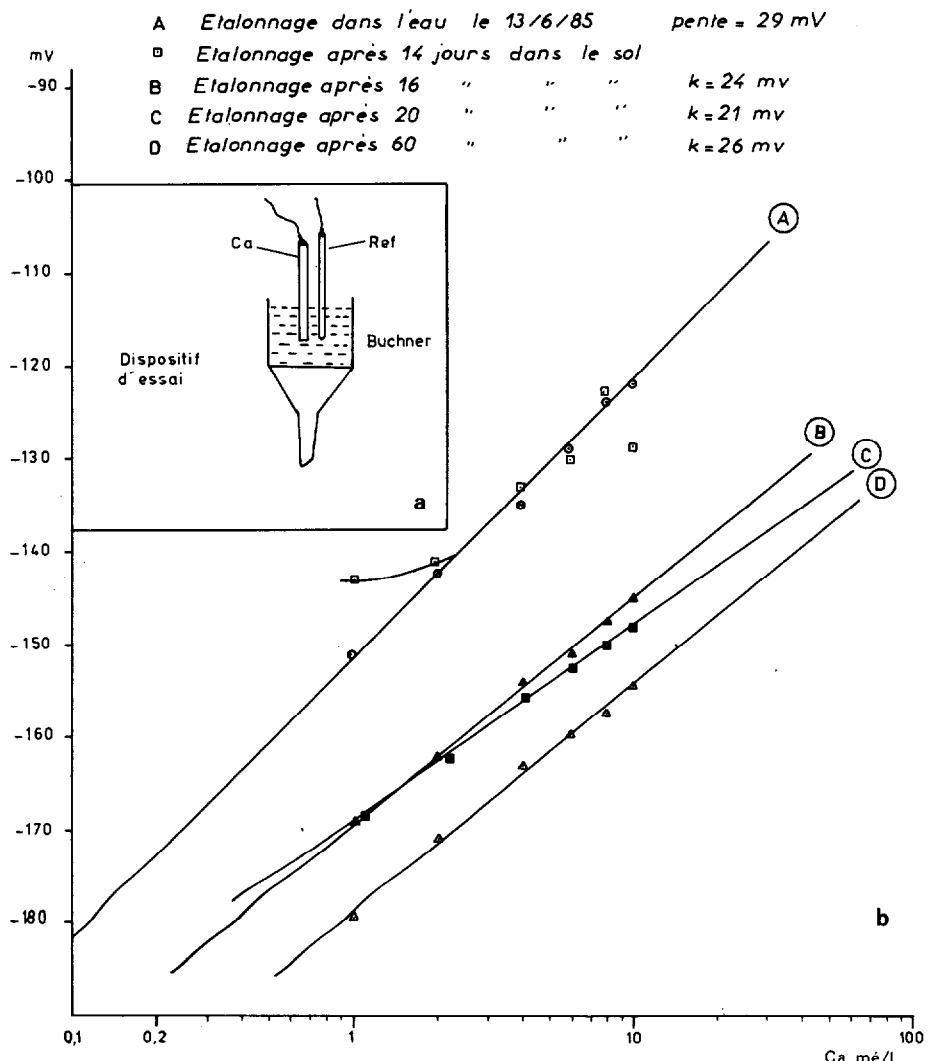 A Etalonnage dans l'eau le 13/6/85 pente = 29 mV
⊡ Etalonnage après 14 jours dans le sol
B Etalonnage après 16 " " " k = 24 mv
C Etalonnage après 20 " " " k = 21 mv
D Etalonnage après 60 " " " k = 26 mv
mV
-90
-100
-110
-120
-130
-140
-150
-160
-170
-180
Ca
Ref
Buchner
Dispositif
d'essai
a
A
B
C
D
b
0,1
0,2
1
2
10
100
Ca mé/L